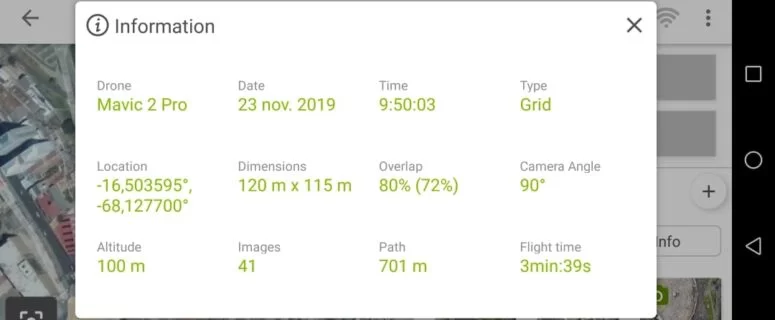 Information
Drone Date Time Type
Mavic 2 Pro 23 nov. 2019 9:50:03 Grid
Location Dimensions Overlap Camera Angle
-16,503595°, 120 m x 115 m 80% (72%) 90°
-68,127700°
Altitude Images Path Flight time
100 m 41 701 m 3min:39s
nfo